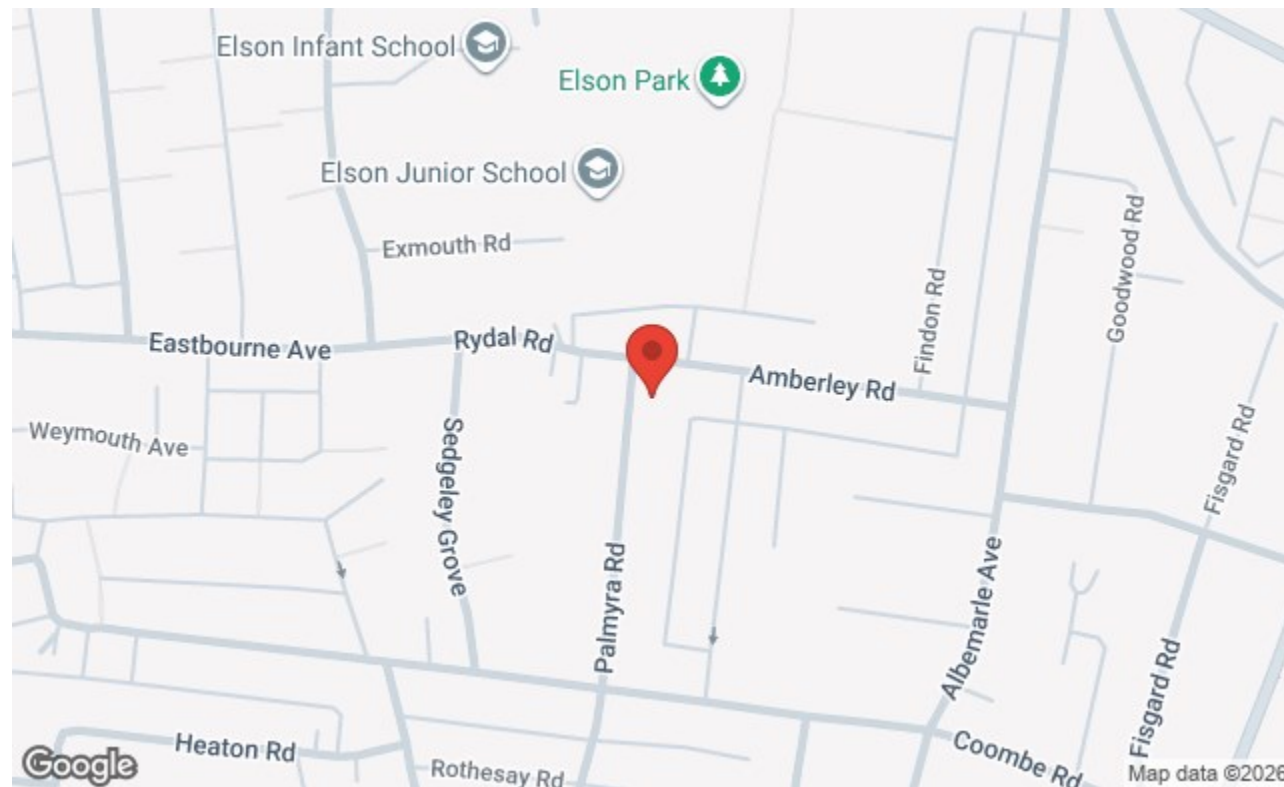 Elson Infant School
Elson Park
Elson Junior School
Exmouth Rd
Goodwood Rd
Findon Rd
Rydal Rd
Eastbourne Ave
Amberley Rd
Weymouth Ave
Sedgeley Grove
Fisgard Rd
Palmyra Rd
Albemarle Ave
Fisgard Rd
Heaton Rd
Coombe Rd
Rothesay Rd
Google
Map data ©2026